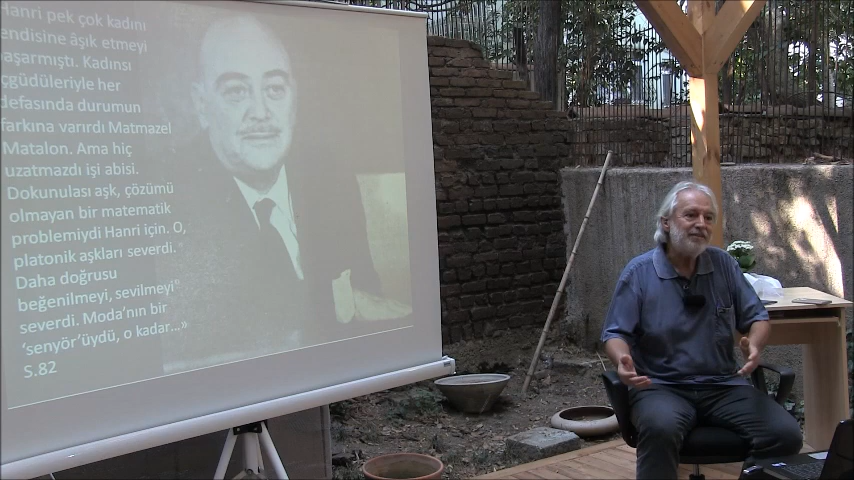 Hanri pek çok kadını
endisine âşık etmeyi
başarmıştı. Kadınsı
çgüdüleriyle her
defasında durumun
farkına varırdı Matmazel
Matalon. Ama hiç
uzatmazdı işi abisi.
Dokunulası aşk, çözümü
olmayan bir matematik
problemiydi Hanri için. O,
platonik aşkları severdi.
Daha doğrusu
beğenilmeyi, sevilmeyi
severdi. Moda’nın bir
‘senyör’üydü, o kadar...»
S.82